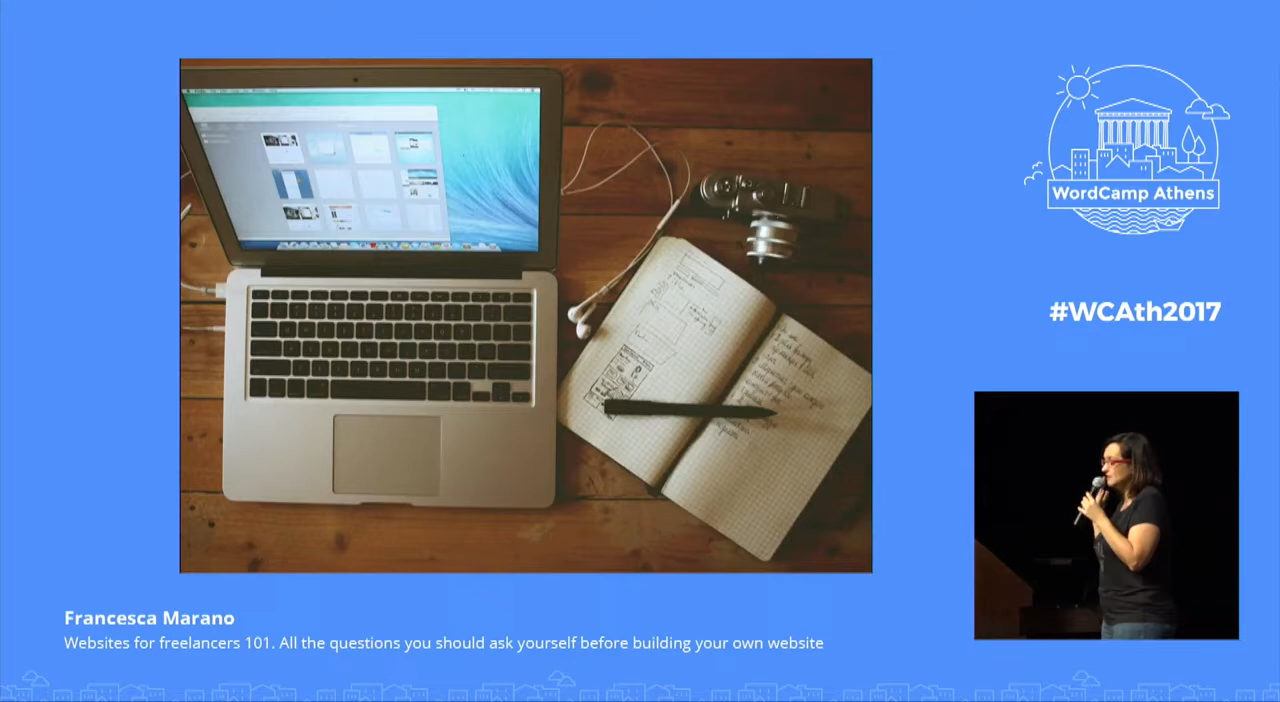 WordCamp Athens
#WCAth2017
Francesca Marano
Websites for freelancers 101. All the questions you should ask yourself before building your own website